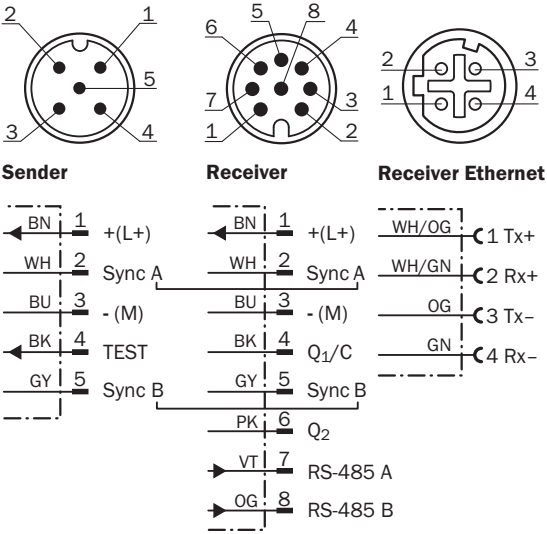 2 1
5
3 4
Sender
5 8
6 4
7 3
1 2
Receiver
2 3
1 4
Receiver Ethernet
BN 1 +(L+)
WH 2 Sync A
BU 3 - (M)
BK 4 TEST
GY 5 Sync B
BN 1 +(L+)
WH 2 Sync A
BU 3 - (M)
BK 4 Q1/C
GY 5 Sync B
PK 6 Q2
VT 7 RS-485 A
OG 8 RS-485 B
WH/OG 1 Tx+
WH/GN 2 Rx+
OG 3 Tx–
GN 4 Rx–